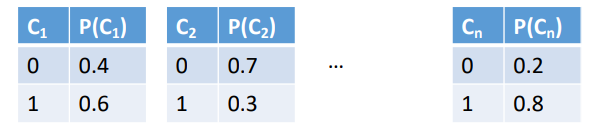 C₁ P(C₁) C₂ P(C₂) Cₙ P(Cₙ)
0 0.4 0 0.7 ... 0 0.2
1 0.6 1 0.3 1 0.8